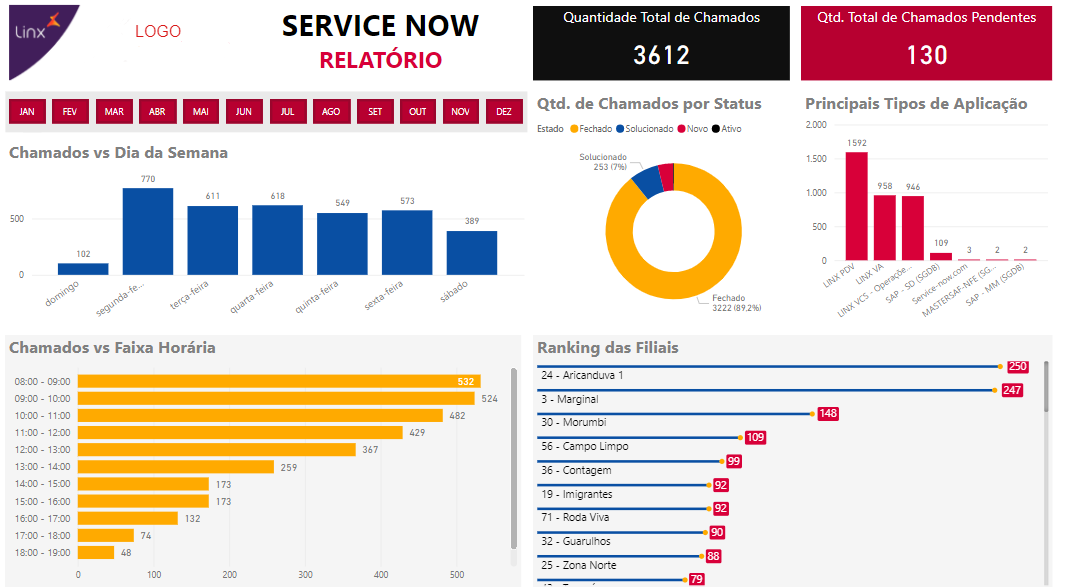 Linx
LOGO
SERVICE NOW
RELATÓRIO
Quantidade Total de Chamados
3612
Qtd. Total de Chamados Pendentes
130
JAN FEV MAR ABR MAI JUN JUL AGO SET OUT NOV DEZ
Chamados vs Dia da Semana
770
611
618
549
573
389
102
500
0
domingo
segunda-fe...
terça-feira
quarta-feira
quinta-feira
sexta-feira
sábado
Qtd. de Chamados por Status
Estado Fechado Solucionado Novo Ativo
Solucionado
253 (7%)
Fechado
3222 (89,2%)
Principais Tipos de Aplicação
2.000
1.500
1.000
500
0
1592
958
946
109
3
2
2
LINX PDV
LINX VA
LINX VCS - Operaçõe...
SAP - SD (SGDB)
Service-now.com
MASTERSAF-NFE (SG...
SAP - MM (SGDB)
Chamados vs Faixa Horária
08:00 - 09:00 532
09:00 - 10:00 524
10:00 - 11:00 482
11:00 - 12:00 429
12:00 - 13:00 367
13:00 - 14:00 259
14:00 - 15:00 173
15:00 - 16:00 173
16:00 - 17:00 132
17:00 - 18:00 74
18:00 - 19:00 48
0 100 200 300 400 500
Ranking das Filiais
250
24 - Aricanduva 1
247
3 - Marginal
148
30 - Morumbi
109
56 - Campo Limpo
99
36 - Contagem
92
19 - Imigrantes
92
71 - Roda Viva
90
32 - Guarulhos
88
25 - Zona Norte
79